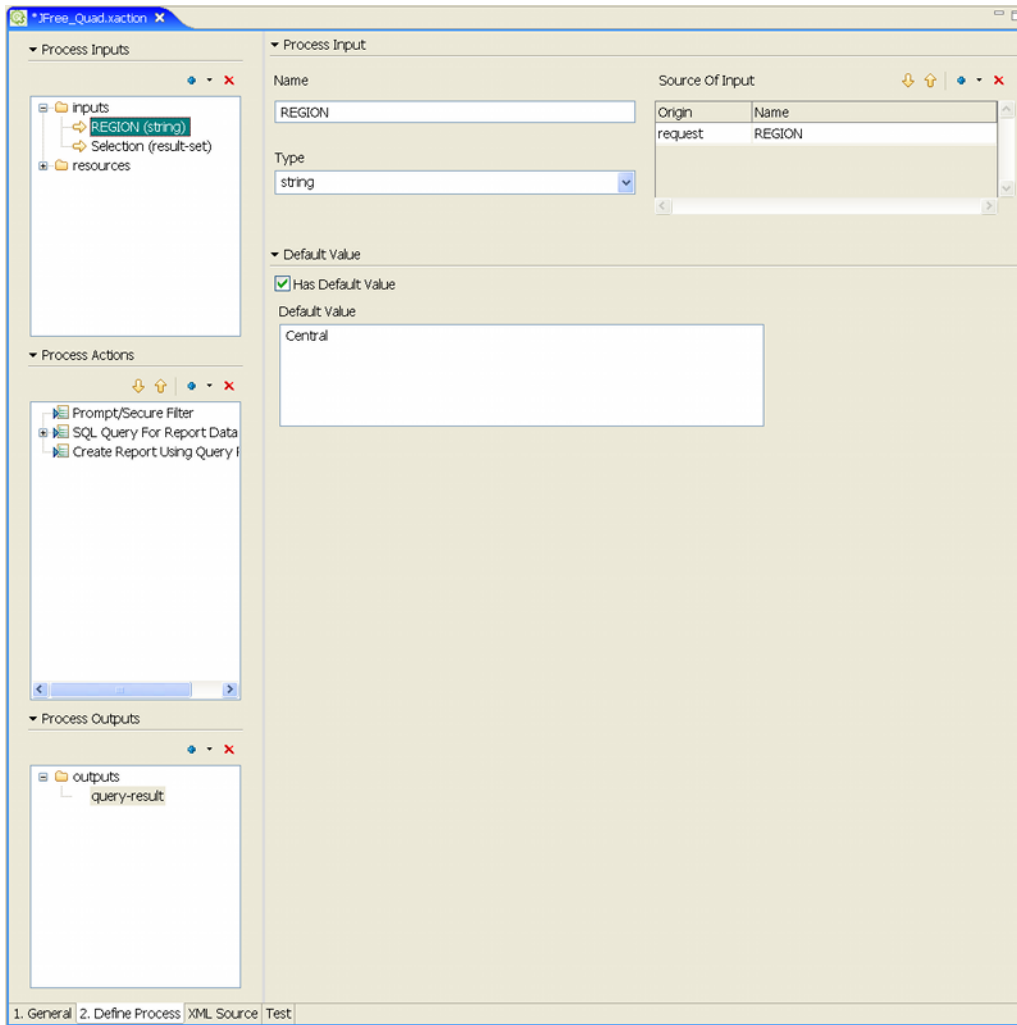 *JFree_Quad.xaction
Process Inputs
inputs
REGION (string)
Selection (result-set)
resources
Process Actions
Prompt/Secure Filter
SQL Query For Report Data
Create Report Using Query
Process Outputs
outputs
query-result
Process Input
Name
REGION
Type
string
Source Of Input
Origin Name
request REGION
Default Value
Has Default Value
Default Value
Central
1. General 2. Define Process XML Source Test